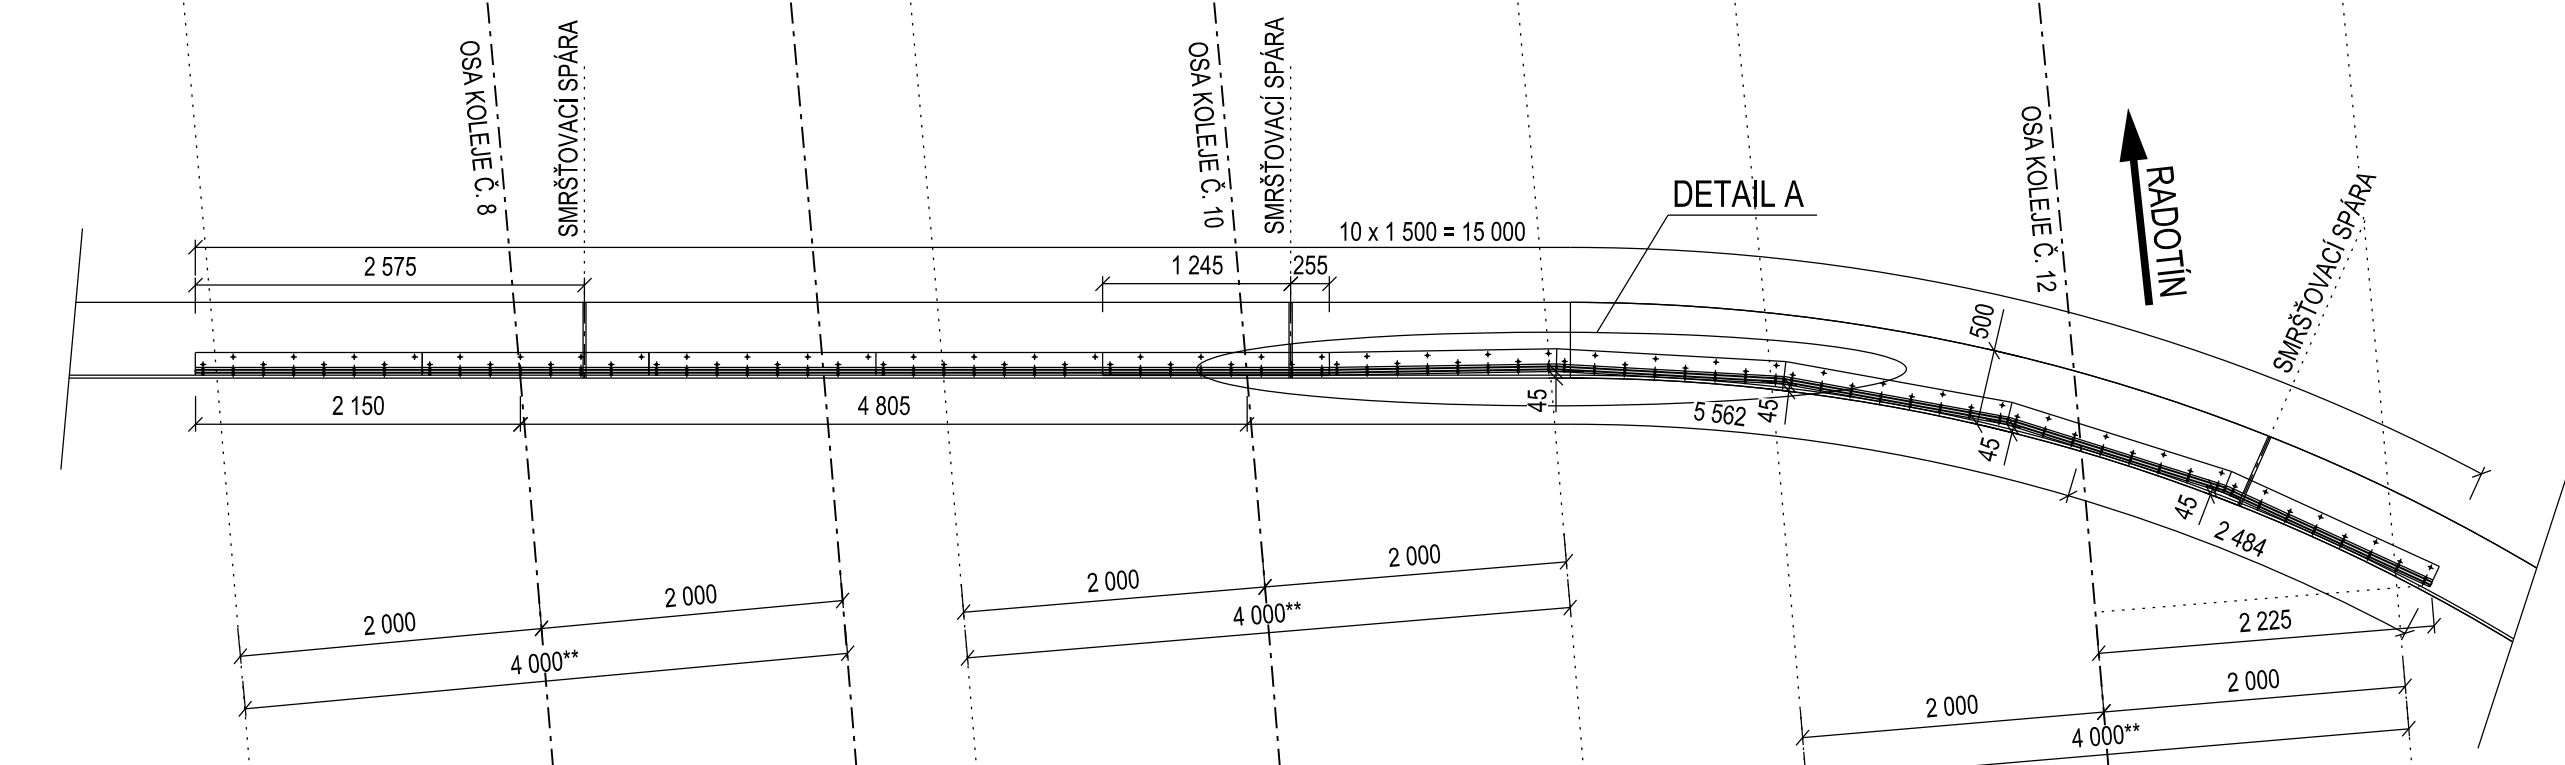 OSA KOLEJE Č. 8
SMRŠŤOVACÍ SPÁRA
OSA KOLEJE Č. 10
SMRŠŤOVACÍ SPÁRA
OSA KOLEJE Č. 12
RADOTÍN
SMRŠŤOVACÍ SPÁRA
DETAIL A
10 x 1 500 = 15 000
2 575
1 245
255
500
2 150
4 805
45
5 562
45
45
45
2 484
2 000
2 000
4 000**
2 000
2 000
4 000**
2 225
2 000
2 000
4 000**